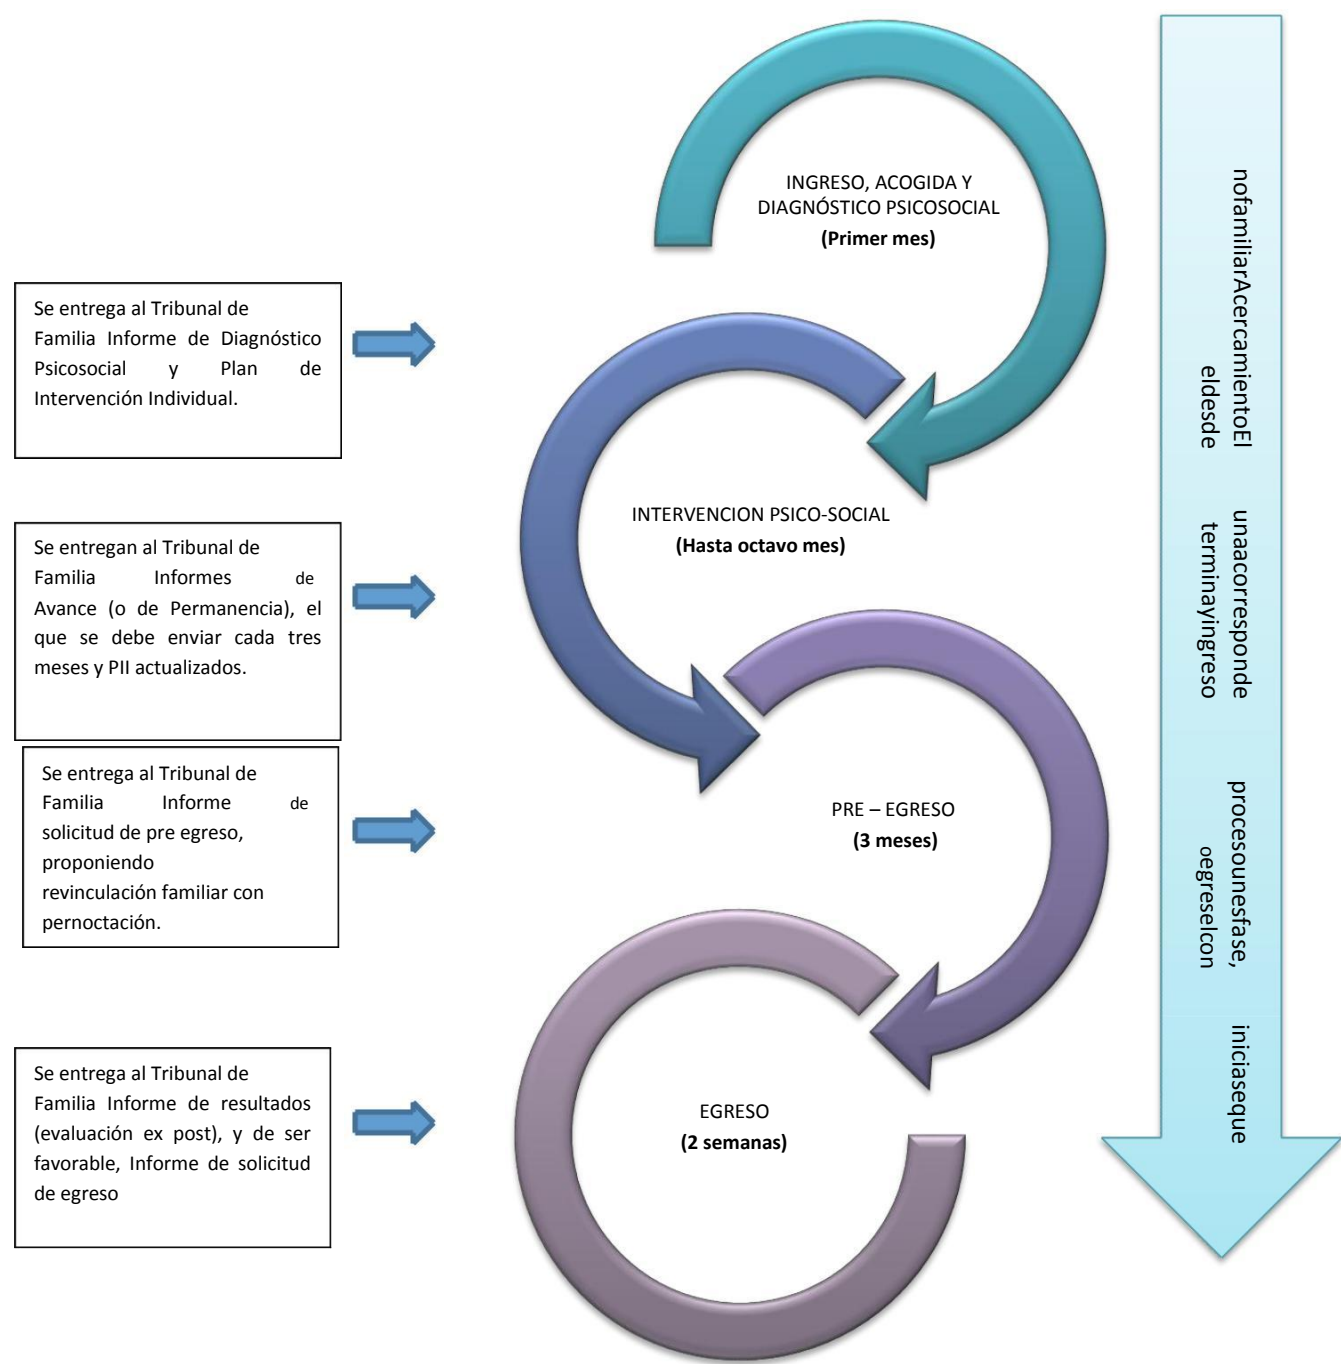 INGRESO, ACOGIDA Y
DIAGNÓSTICO PSICOSOCIAL
(Primer mes)
Se entrega al Tribunal de
Familia Informe de Diagnóstico
Psicosocial y Plan de
Intervención Individual.
INTERVENCION PSICO-SOCIAL
(Hasta octavo mes)
Se entregan al Tribunal de
Familia Informes de
Avance (o de Permanencia), el
que se debe enviar cada tres
meses y PII actualizados.
PRE – EGRESO
(3 meses)
Se entrega al Tribunal de
Familia Informe de
solicitud de pre egreso,
proponiendo
revinculación familiar con
pernoctación.
EGRESO
(2 semanas)
Se entrega al Tribunal de
Familia Informe de resultados
(evaluación ex post), y de ser
favorable, Informe de solicitud
de egreso
nofamiliarAcercamientoEl
eldesde
unaacorresponde
terminayingreso
procesounesfase,
oegreselcon
iniciaseque